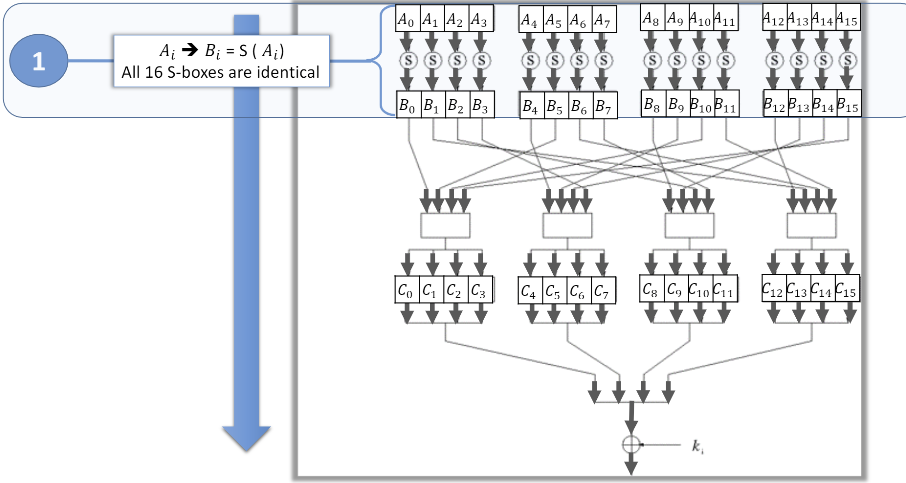 1
A_i ➔ B_i = S ( A_i)
All 16 S-boxes are identical
A_0 A_1 A_2 A_3 A_4 A_5 A_6 A_7 A_8 A_9 A_10 A_11 A_12 A_13 A_14 A_15
S S S S S S S S S S S S S S S S
B_0 B_1 B_2 B_3 B_4 B_5 B_6 B_7 B_8 B_9 B_10 B_11 B_12 B_13 B_14 B_15
C_0 C_1 C_2 C_3 C_4 C_5 C_6 C_7 C_8 C_9 C_10 C_11 C_12 C_13 C_14 C_15
k_i